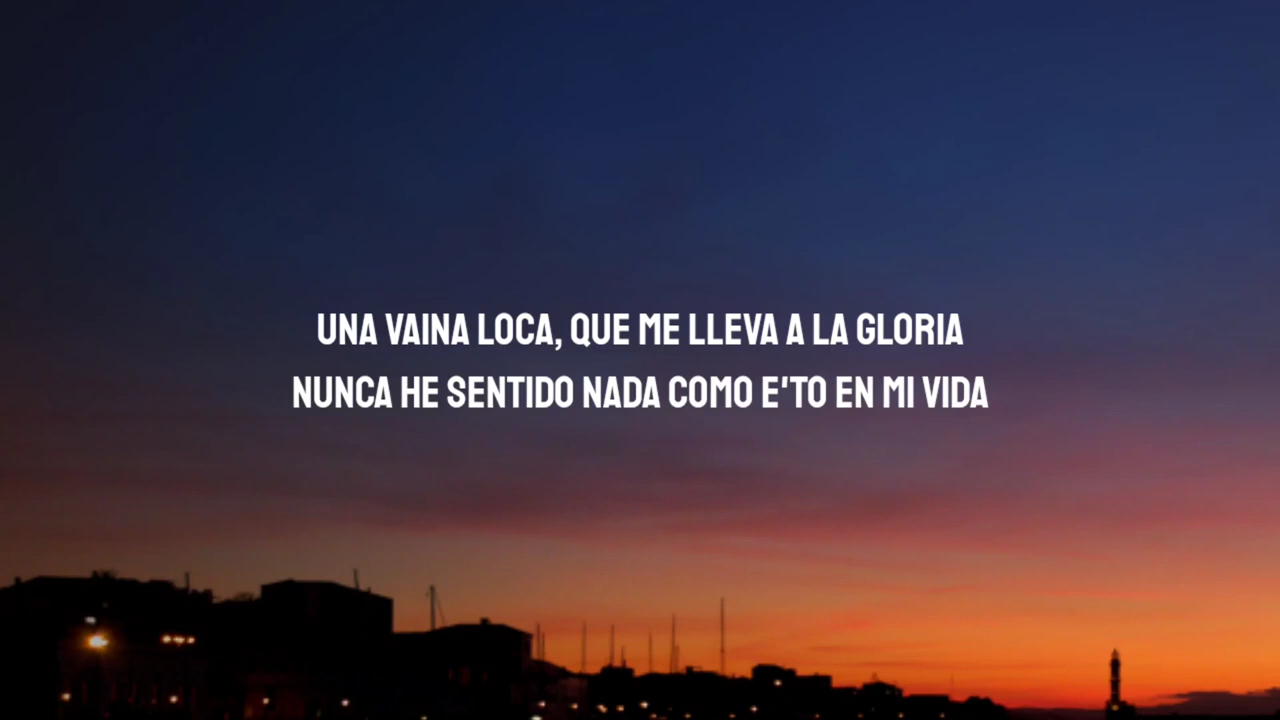 UNA VAINA LOCA, QUE ME LLEVA A LA GLORIA
NUNCA HE SENTIDO NADA COMO E'TO EN MI VIDA